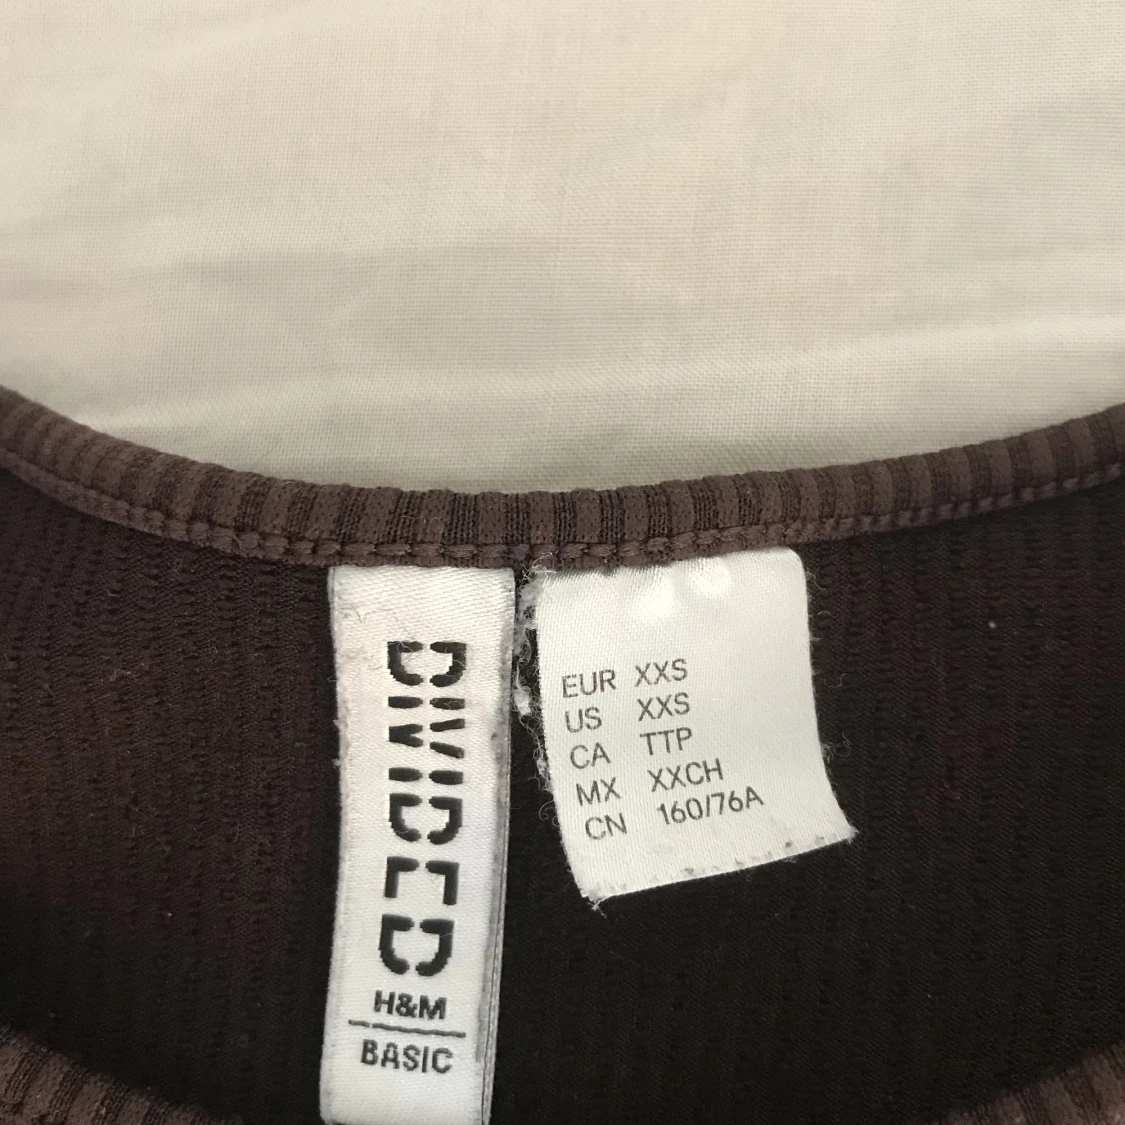 DIVIDED
H&M
BASIC
EUR XXS
US XXS
CA TTP
MX XXCH
CN 160/76A